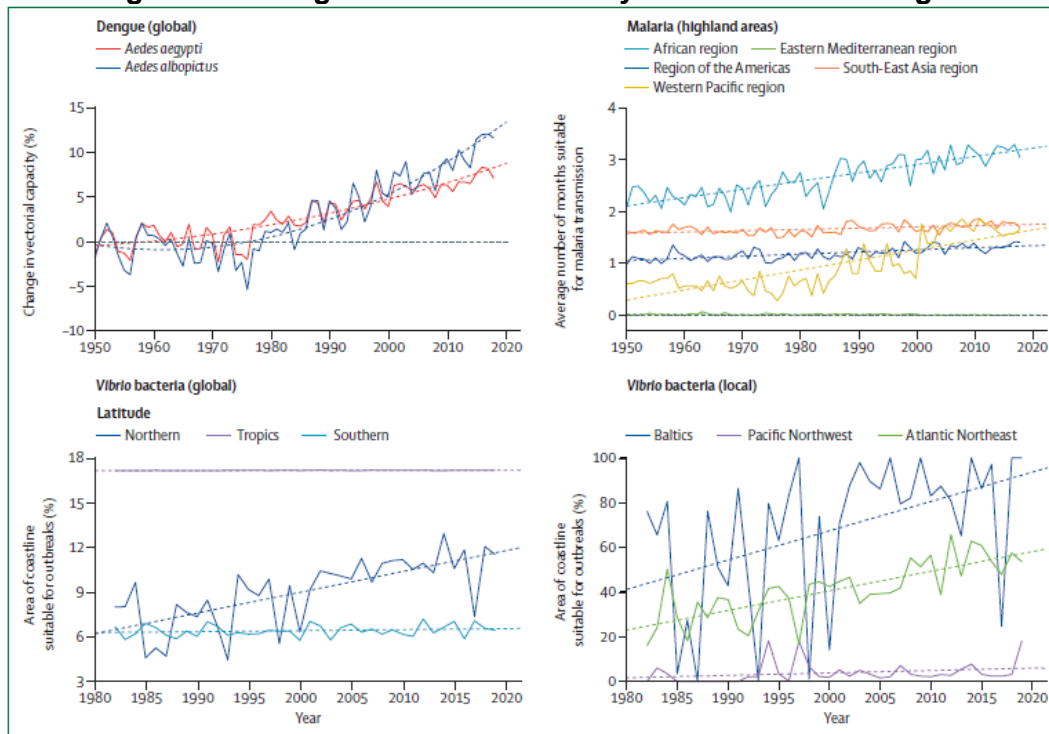 Dengue (global)
Aedes aegypti
Aedes albopictus
Change in vectorial capacity (%)
15
10
5
0
–5
–10
1950 1960 1970 1980 1990 2000 2010 2020
Malaria (highland areas)
African region Eastern Mediterranean region
Region of the Americas South-East Asia region
Western Pacific region
Average number of months suitable
for malaria transmission
4
3
2
1
0
1950 1960 1970 1980 1990 2000 2010 2020
Vibrio bacteria (global)
Latitude
Northern Tropics Southern
Area of coastline
suitable for outbreaks (%)
18
15
12
9
6
3
1980 1985 1990 1995 2000 2005 2010 2015 2020
Year
Vibrio bacteria (local)
Baltics Pacific Northwest Atlantic Northeast
Area of coastline
suitable for outbreaks (%)
100
80
60
40
20
0
1980 1985 1990 1995 2000 2005 2010 2015 2020
Year